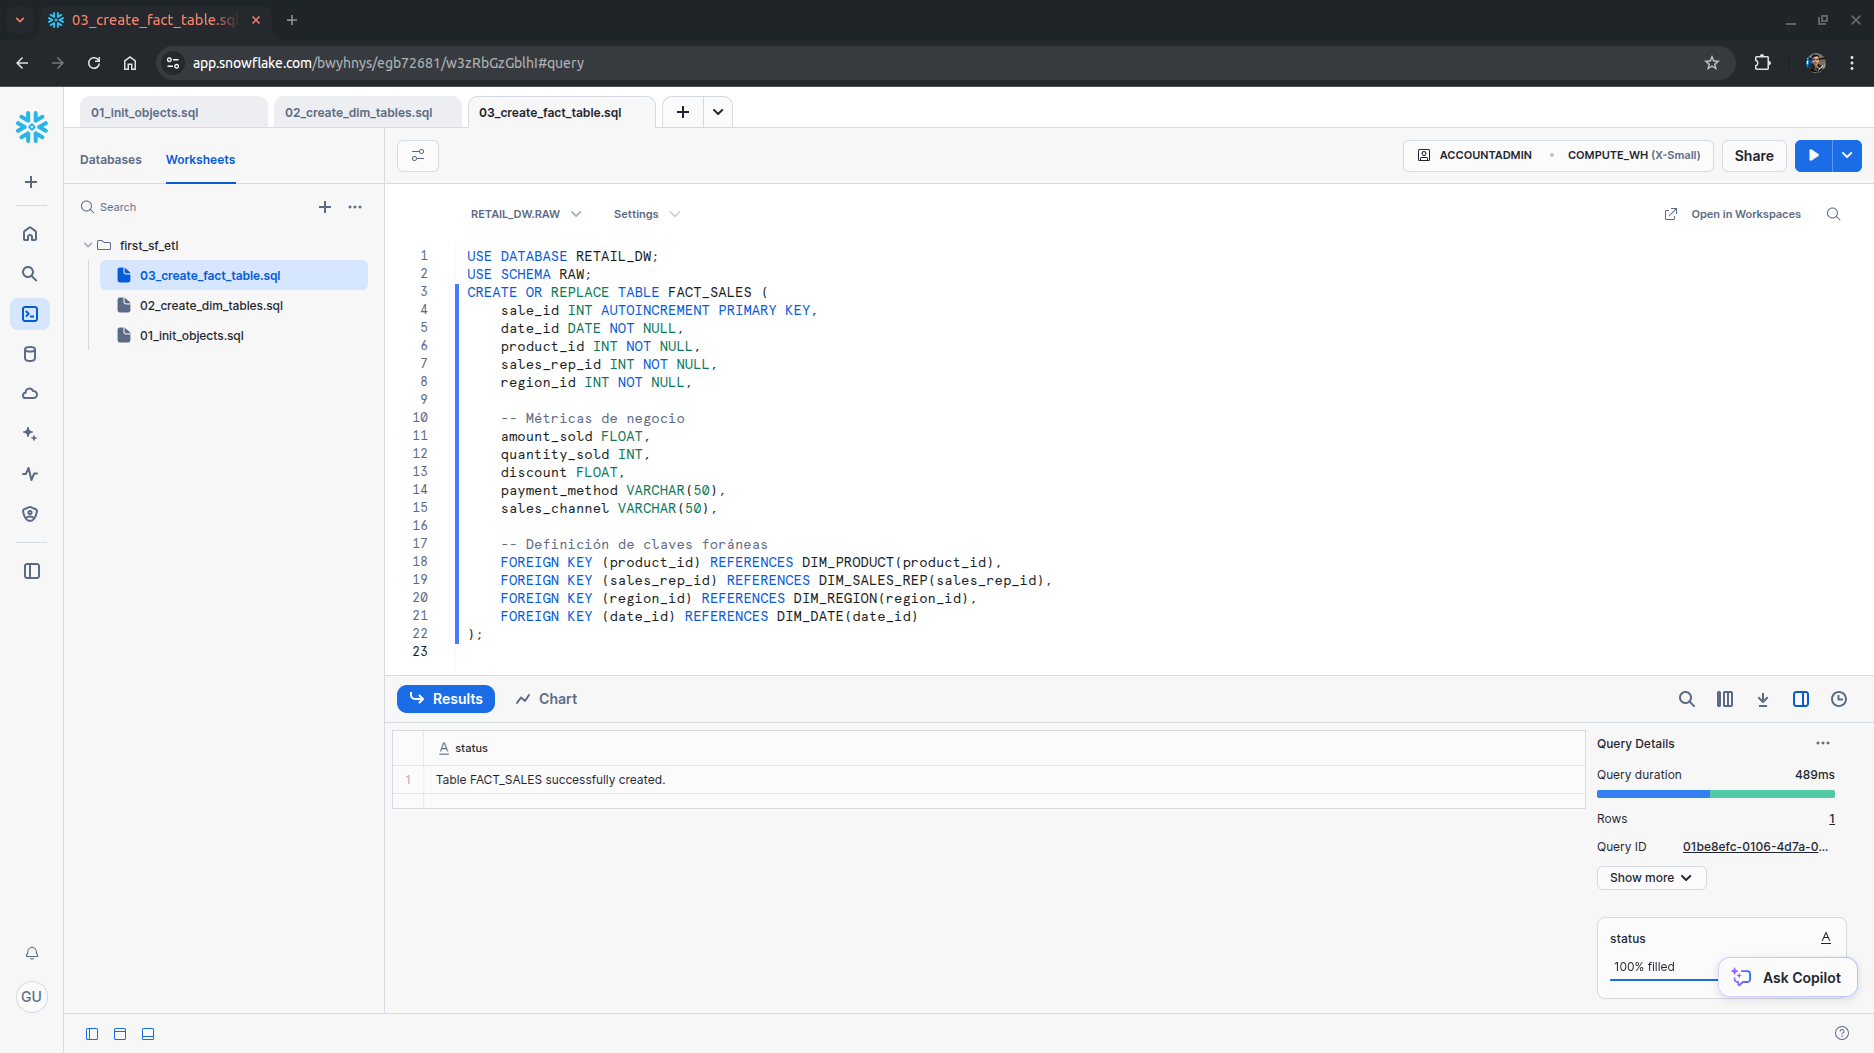 03_create_fact_table.sql
app.snowflake.com/bwyhnys/egb72681/w3zRbGzGblhI#query
01_init_objects.sql
02_create_dim_tables.sql
03_create_fact_table.sql
Databases
Worksheets
ACCOUNTADMIN
COMPUTE_WH (X-Small)
Share
Search
first_sf_etl
03_create_fact_table.sql
02_create_dim_tables.sql
01_init_objects.sql
RETAIL_DW.RAW
Settings
Open in Workspaces
1 USE DATABASE RETAIL_DW;
2 USE SCHEMA RAW;
3 CREATE OR REPLACE TABLE FACT_SALES (
4 sale_id INT AUTOINCREMENT PRIMARY KEY,
5 date_id DATE NOT NULL,
6 product_id INT NOT NULL,
7 sales_rep_id INT NOT NULL,
8 region_id INT NOT NULL,
9
10 -- Métricas de negocio
11 amount_sold FLOAT,
12 quantity_sold INT,
13 discount FLOAT,
14 payment_method VARCHAR(50),
15 sales_channel VARCHAR(50),
16
17 -- Definición de claves foráneas
18 FOREIGN KEY (product_id) REFERENCES DIM_PRODUCT(product_id),
19 FOREIGN KEY (sales_rep_id) REFERENCES DIM_SALES_REP(sales_rep_id),
20 FOREIGN KEY (region_id) REFERENCES DIM_REGION(region_id),
21 FOREIGN KEY (date_id) REFERENCES DIM_DATE(date_id)
22 );
23
Results
Chart
A status
1 Table FACT_SALES successfully created.
Query Details
Query duration 489ms
Rows 1
Query ID 01be8efc-0106-4d7a-0...
Show more
status A
100% filled
Ask Copilot
GU